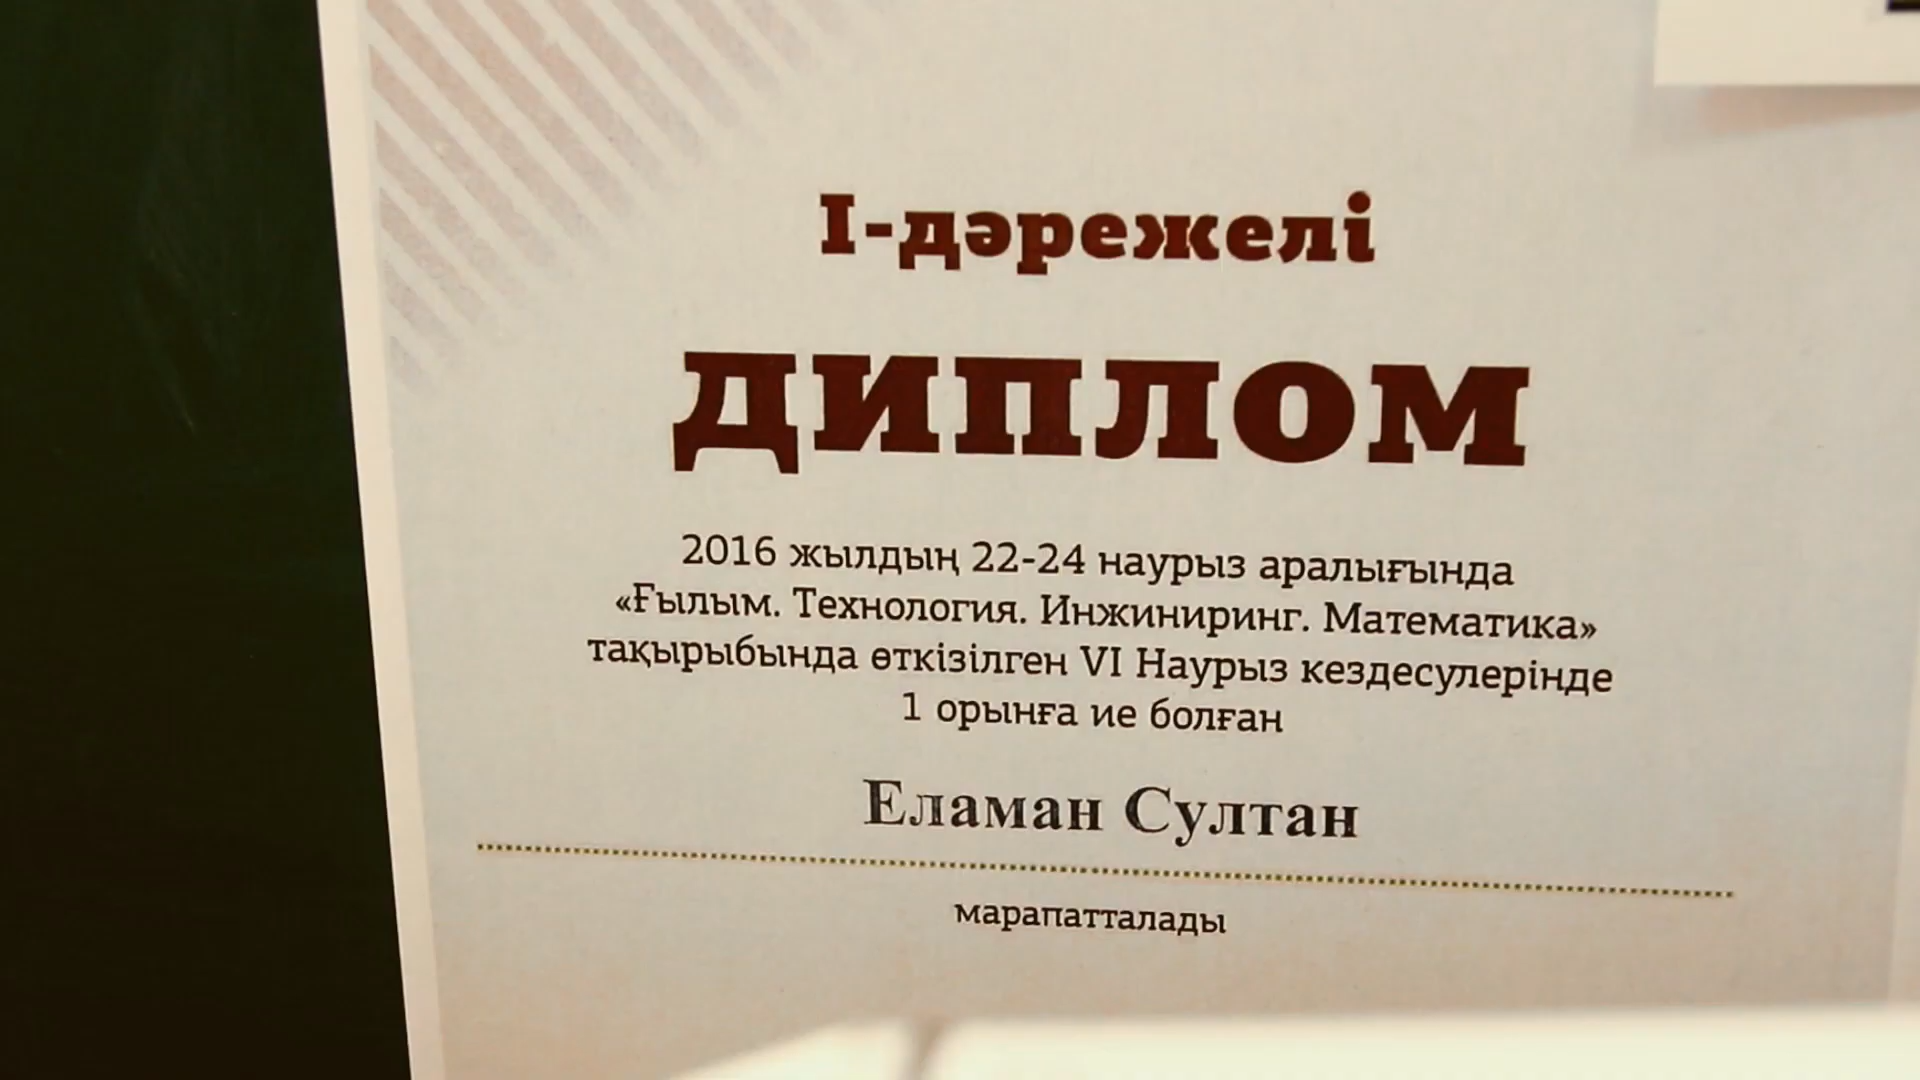 І-дәрежелі
ДИПЛОМ
2016 жылдың 22-24 наурыз аралығында
«Ғылым. Технология. Инжиниринг. Математика»
тақырыбында өткізілген VI Наурыз кездесулерінде
1 орынға ие болған
Еламан Султан
марапатталады